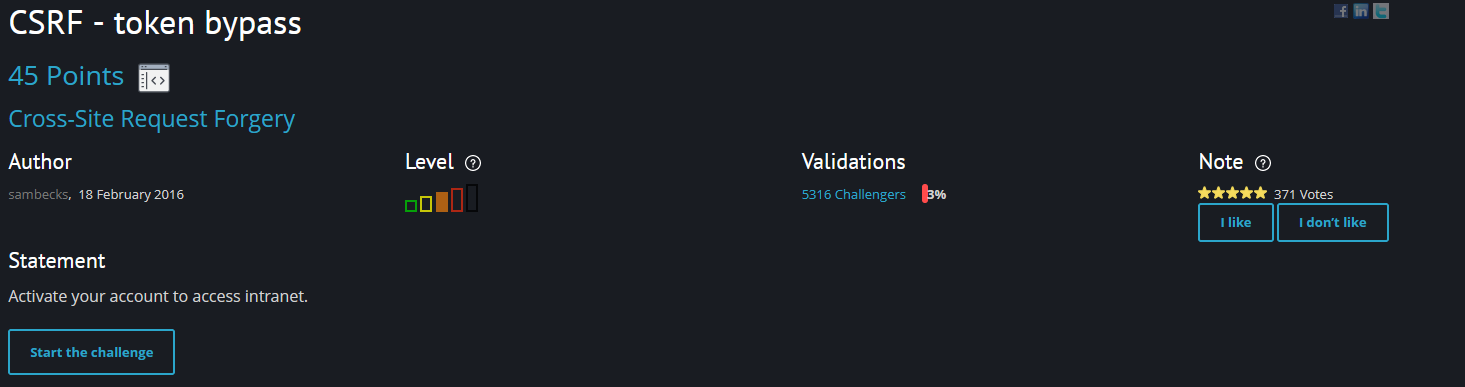 CSRF - token bypass
45 Points
Cross-Site Request Forgery
Author
Level ?
Validations
Note ?
sambecks, 18 February 2016
5316 Challengers 3%
371 Votes
I like I don't like
Statement
Activate your account to access intranet.
Start the challenge